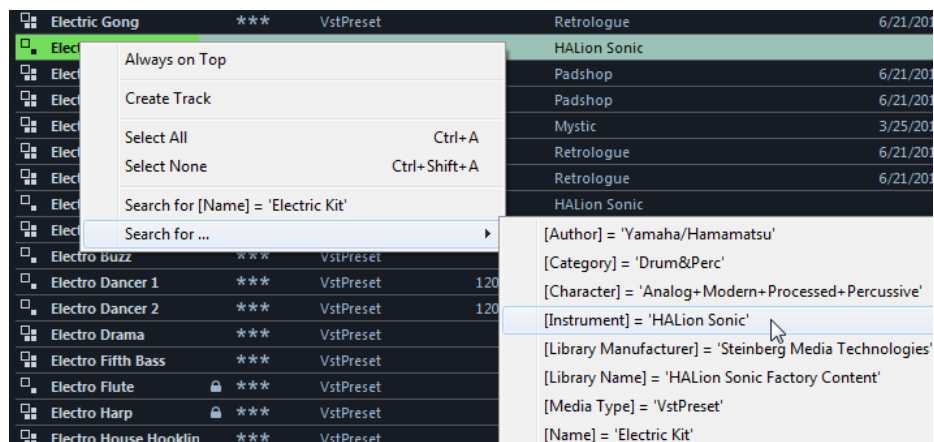 Electric Gong *** VstPreset Retrologue 6/21/201
Elect HALion Sonic
Always on Top
Elect Padshop 6/21/201
Create Track
Elect Padshop 6/21/201
Elect Mystic 3/25/201
Select All Ctrl+A
Elect Retrologue 6/21/201
Select None Ctrl+Shift+A
Elect Retrologue 6/21/201
Elect HALion Sonic
Search for [Name] = 'Electric Kit'
Elect
Search for ...
[Author] = 'Yamaha/Hamamatsu'
Electro Buzz *** VstPreset
[Category] = 'Drum&Perc'
Electro Dancer 1 *** VstPreset 120
[Character] = 'Analog+Modern+Processed+Percussive'
Electro Dancer 2 *** VstPreset 120
[Instrument] = 'HALion Sonic'
Electro Drama *** VstPreset
[Library Manufacturer] = 'Steinberg Media Technologies'
Electro Fifth Bass *** VstPreset
[Library Name] = 'HALion Sonic Factory Content'
Electro Flute *** VstPreset
[Media Type] = 'VstPreset'
Electro Harp *** VstPreset
[Name] = 'Electric Kit'
Electro House Hooklin *** VstPreset